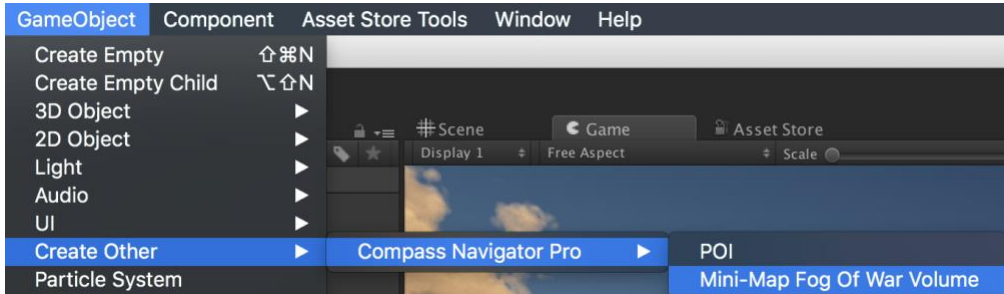 GameObject Component Asset Store Tools Window Help
Create Empty ⇧⌘N
Create Empty Child ⌥⇧N
3D Object
2D Object
Light
Audio
UI
Create Other
Particle System
Scene Game Asset Store
Display 1 Free Aspect Scale
Compass Navigator Pro
POI
Mini-Map Fog Of War Volume